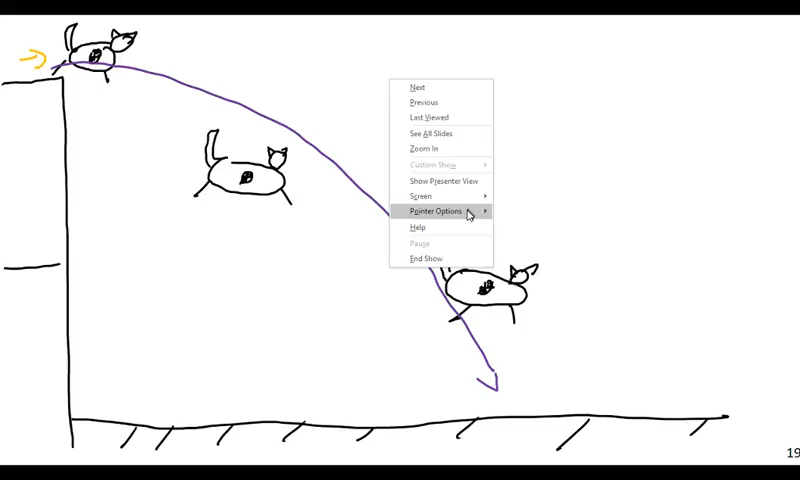 Next
Previous
Last Viewed
See All Slides
Zoom In
Custom Show
Show Presenter View
Screen
Pointer Options
Help
Pause
End Show
19